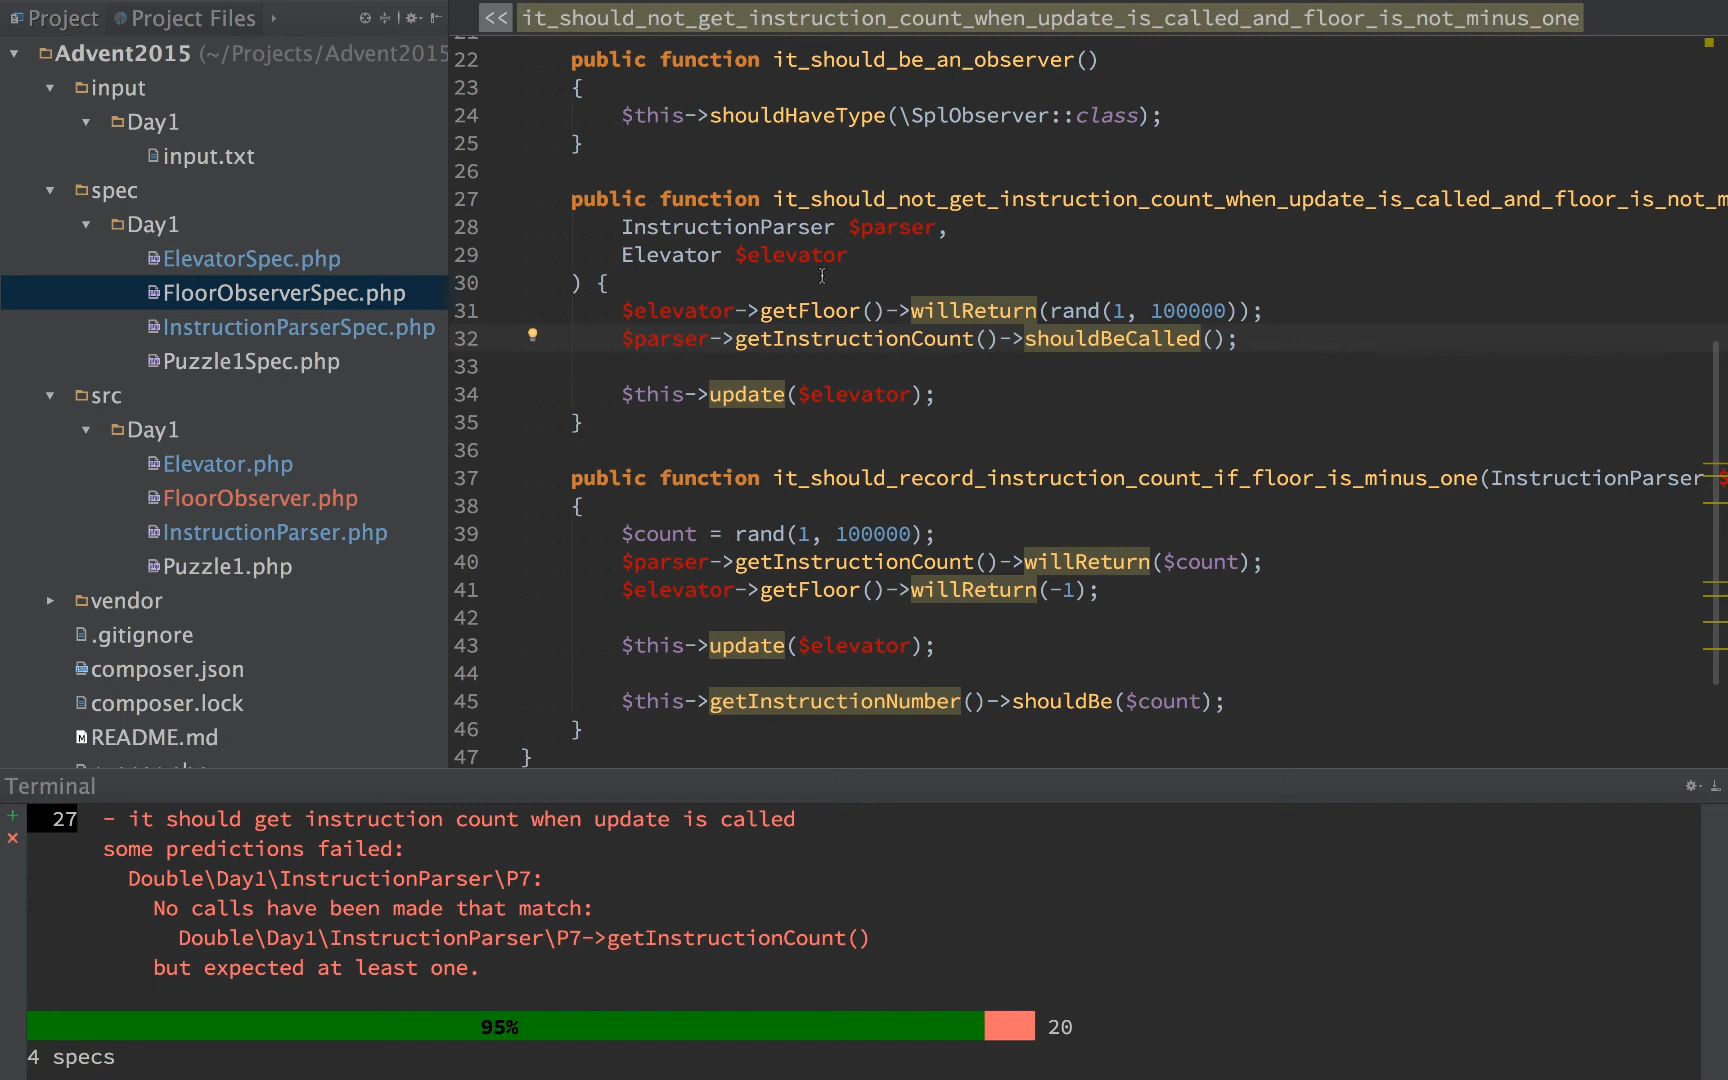 Project Project Files
Advent2015 (~/Projects/Advent2015
input
Day1
input.txt
spec
Day1
ElevatorSpec.php
FloorObserverSpec.php
InstructionParserSpec.php
Puzzle1Spec.php
src
Day1
Elevator.php
FloorObserver.php
InstructionParser.php
Puzzle1.php
vendor
.gitignore
composer.json
composer.lock
README.md
<< it_should_not_get_instruction_count_when_update_is_called_and_floor_is_not_minus_one
22 public function it_should_be_an_observer()
23 {
24 $this->shouldHaveType(\SplObserver::class);
25 }
26
27 public function it_should_not_get_instruction_count_when_update_is_called_and_floor_is_not_m
28 InstructionParser $parser,
29 Elevator $elevator
30 ) {
31 $elevator->getFloor()->willReturn(rand(1, 100000));
32 $parser->getInstructionCount()->shouldBeCalled();
33
34 $this->update($elevator);
35 }
36
37 public function it_should_record_instruction_count_if_floor_is_minus_one(InstructionParser $
38 {
39 $count = rand(1, 100000);
40 $parser->getInstructionCount()->willReturn($count);
41 $elevator->getFloor()->willReturn(-1);
42
43 $this->update($elevator);
44
45 $this->getInstructionNumber()->shouldBe($count);
46 }
47 }
Terminal
27 - it should get instruction count when update is called
some predictions failed:
Double\Day1\InstructionParser\P7:
No calls have been made that match:
Double\Day1\InstructionParser\P7->getInstructionCount()
but expected at least one.
95% 20
4 specs